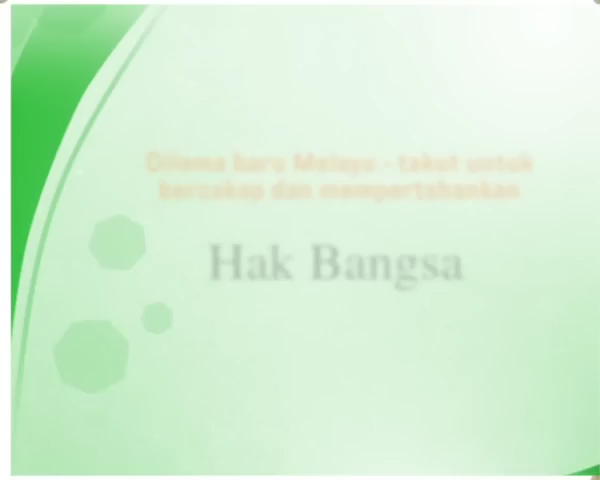 Dilema baru Melayu - takut untuk
bercakap dan mempertahankan
Hak Bangsa